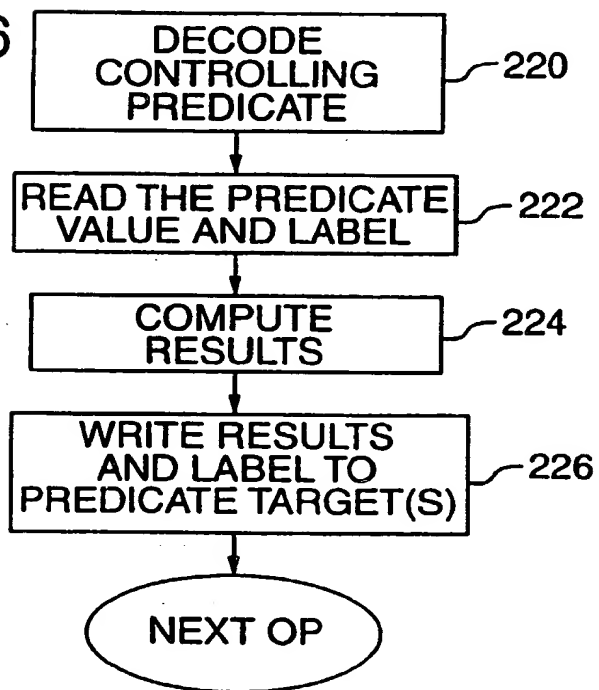 6
DECODE
CONTROLLING
PREDICATE
220
READ THE PREDICATE
VALUE AND LABEL
222
COMPUTE
RESULTS
224
WRITE RESULTS
AND LABEL TO
PREDICATE TARGET(S)
226
NEXT OP